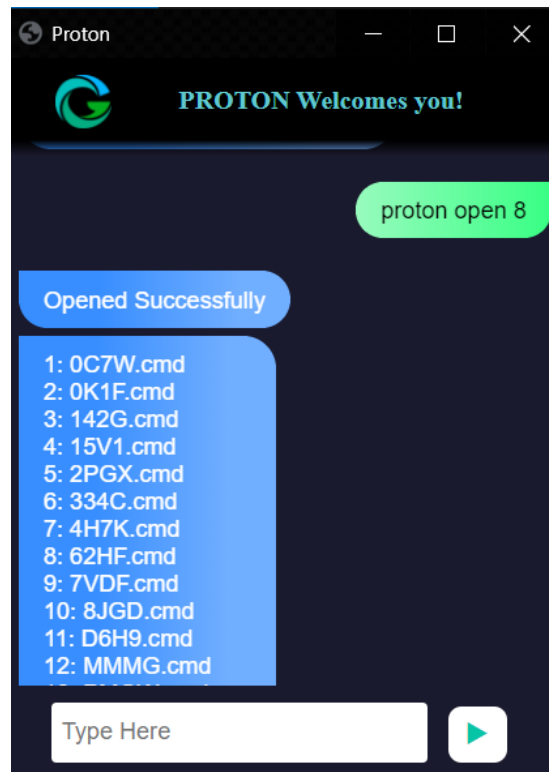 Proton
PROTON Welcomes you!
proton open 8
Opened Successfully
1: 0C7W.cmd
2: 0K1F.cmd
3: 142G.cmd
4: 15V1.cmd
5: 2PGX.cmd
6: 334C.cmd
7: 4H7K.cmd
8: 62HF.cmd
9: 7VDF.cmd
10: 8JGD.cmd
11: D6H9.cmd
12: MMMG.cmd
Type Here